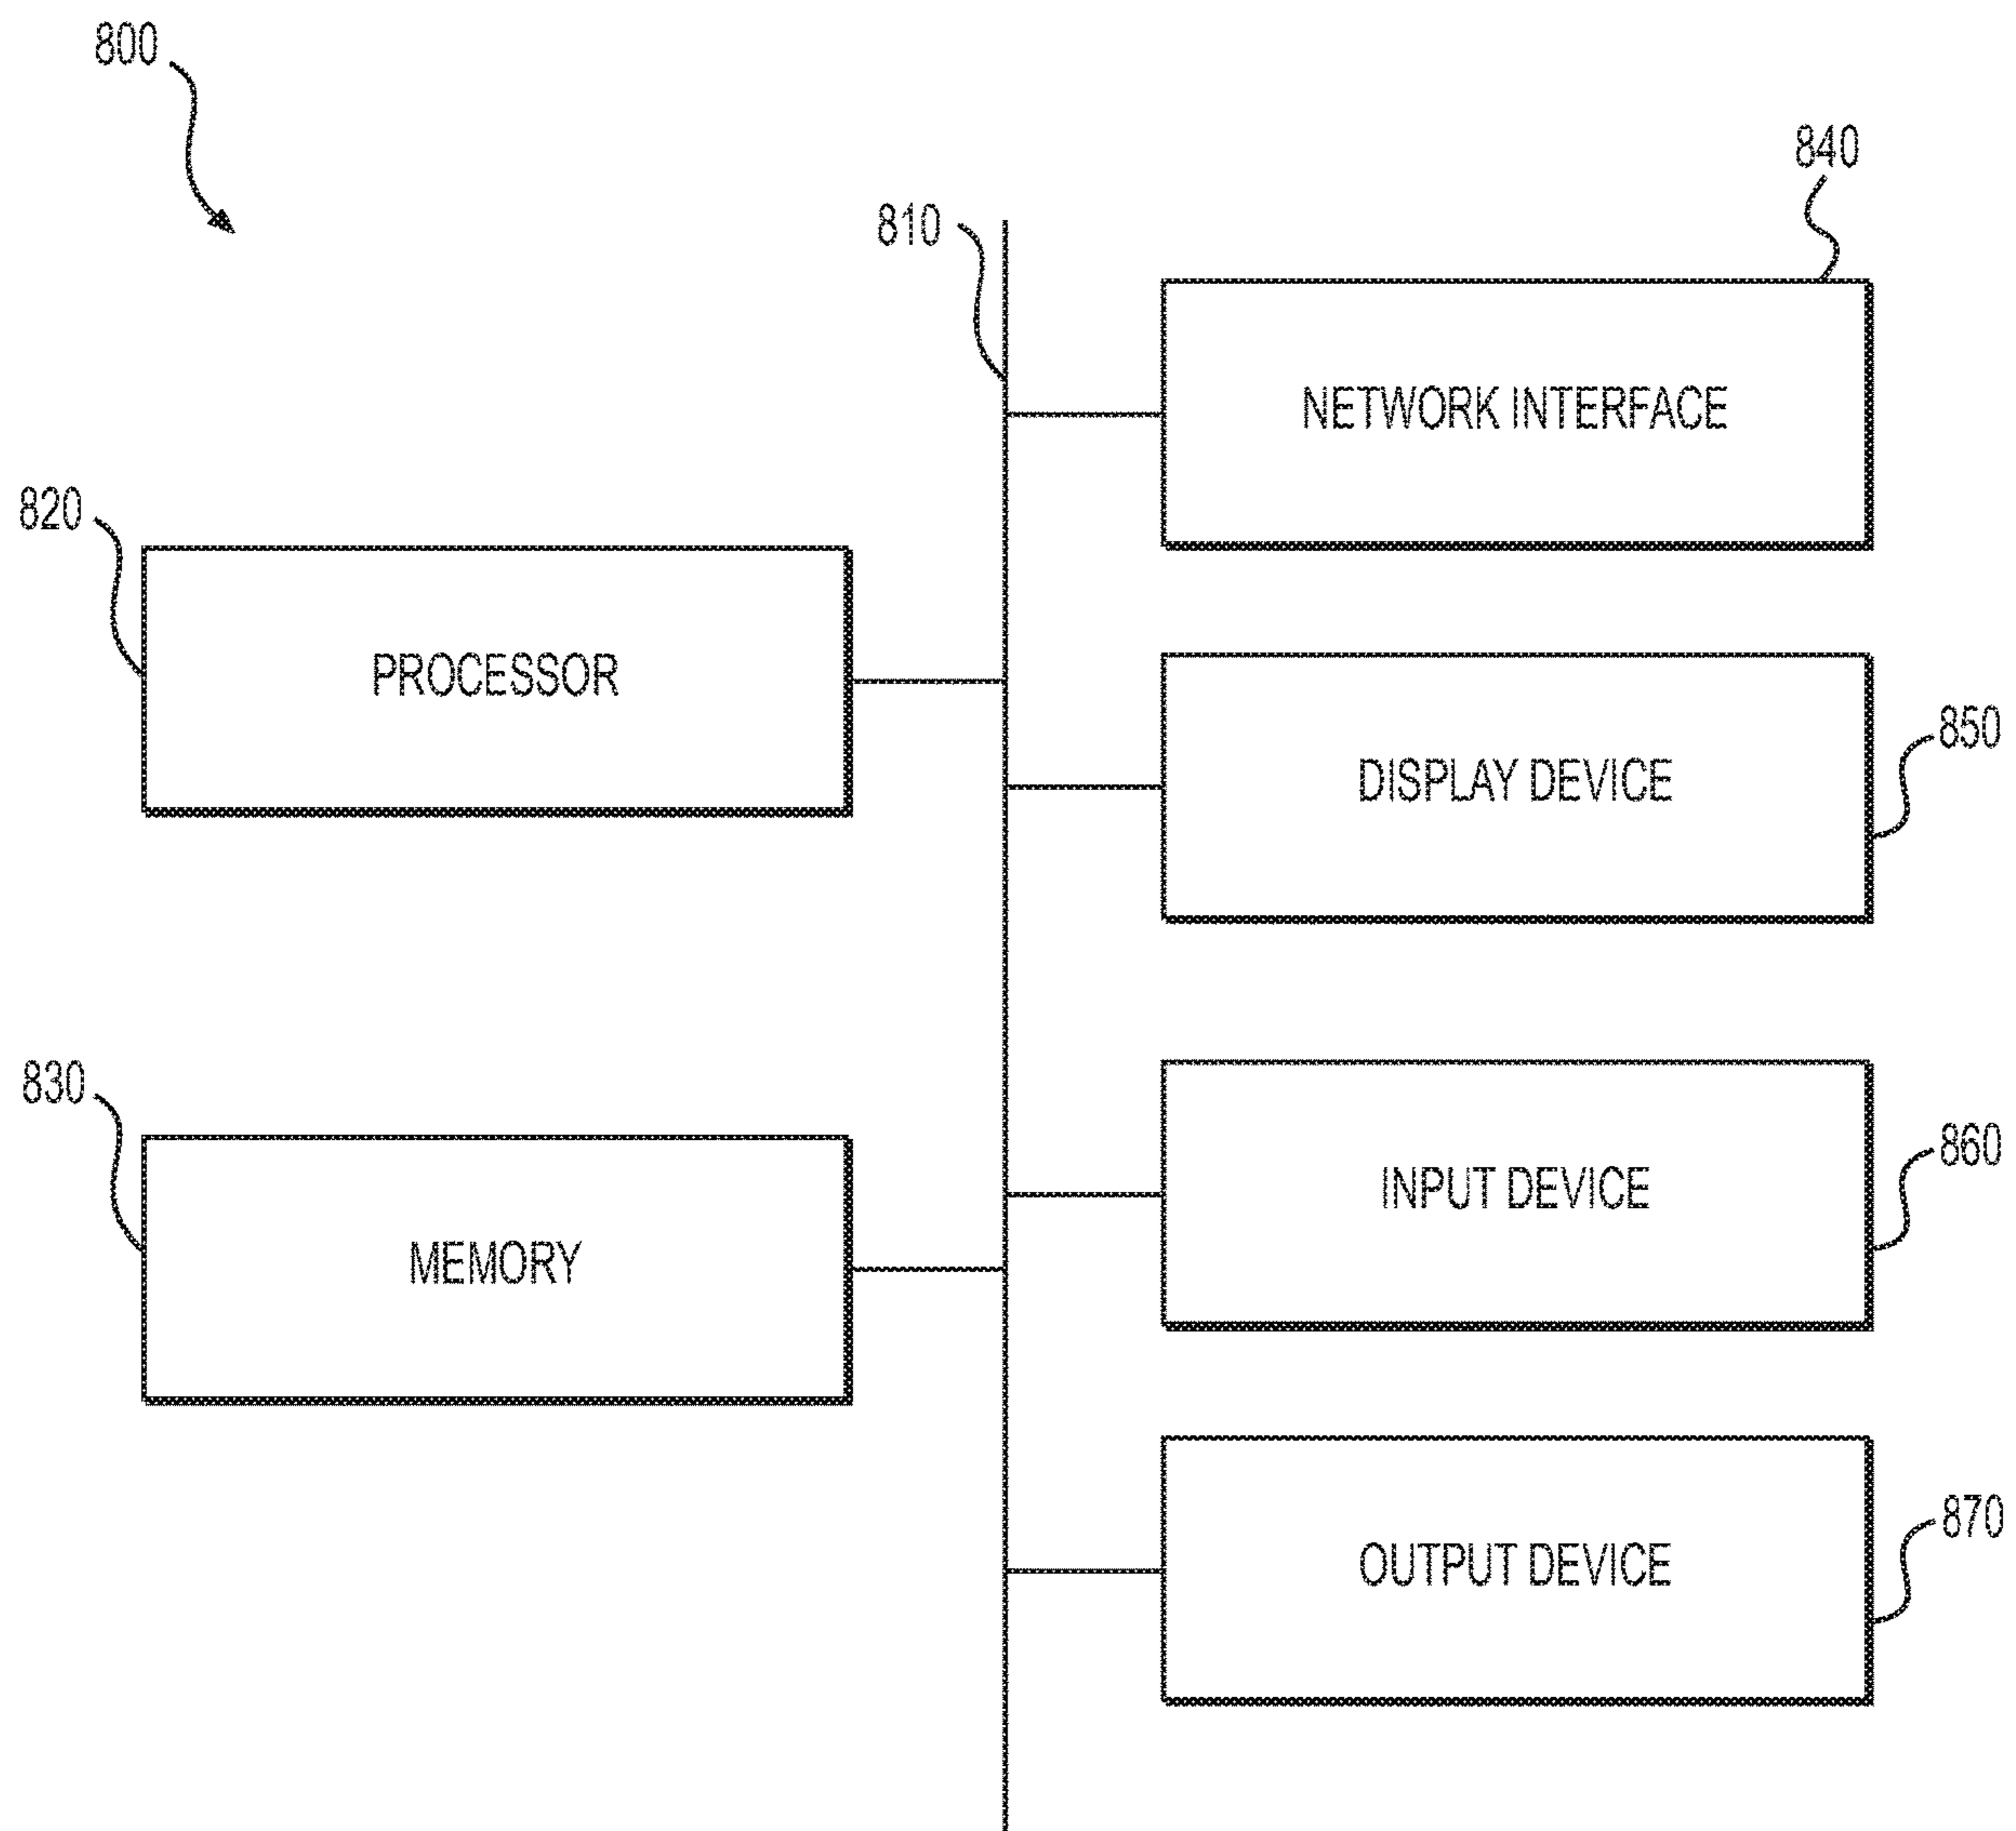 800
840
810
NETWORK INTERFACE
820
PROCESSOR
850
DISPLAY DEVICE
830
860
INPUT DEVICE
MEMORY
870
OUTPUT DEVICE